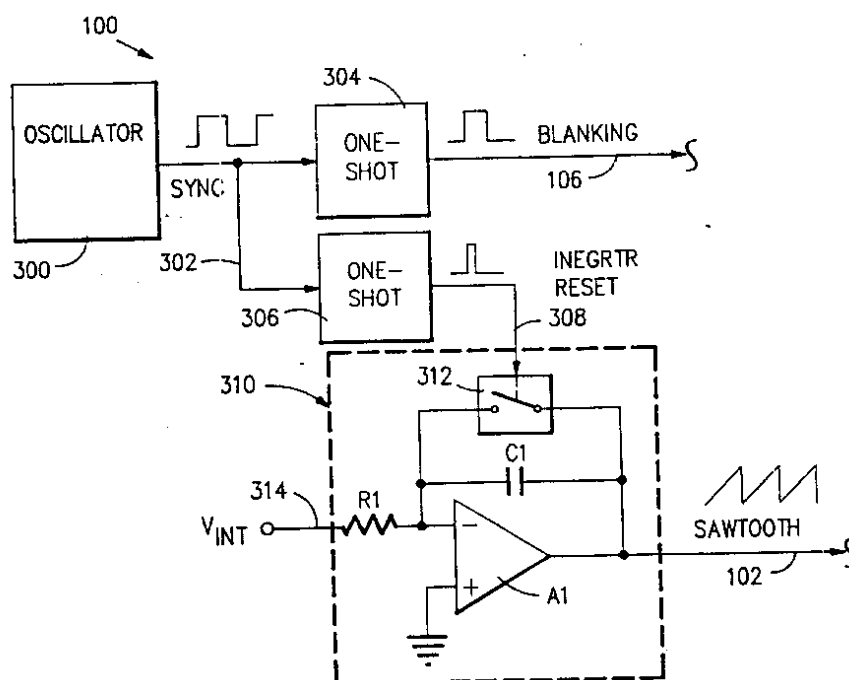 100
OSCILLATOR
300
SYNC
302
304
ONE-
SHOT
BLANKING
106
ONE-
SHOT
306
INEGRTR
RESET
308
310
312
C1
314
R1
VINT
−
+
A1
SAWTOOTH
102